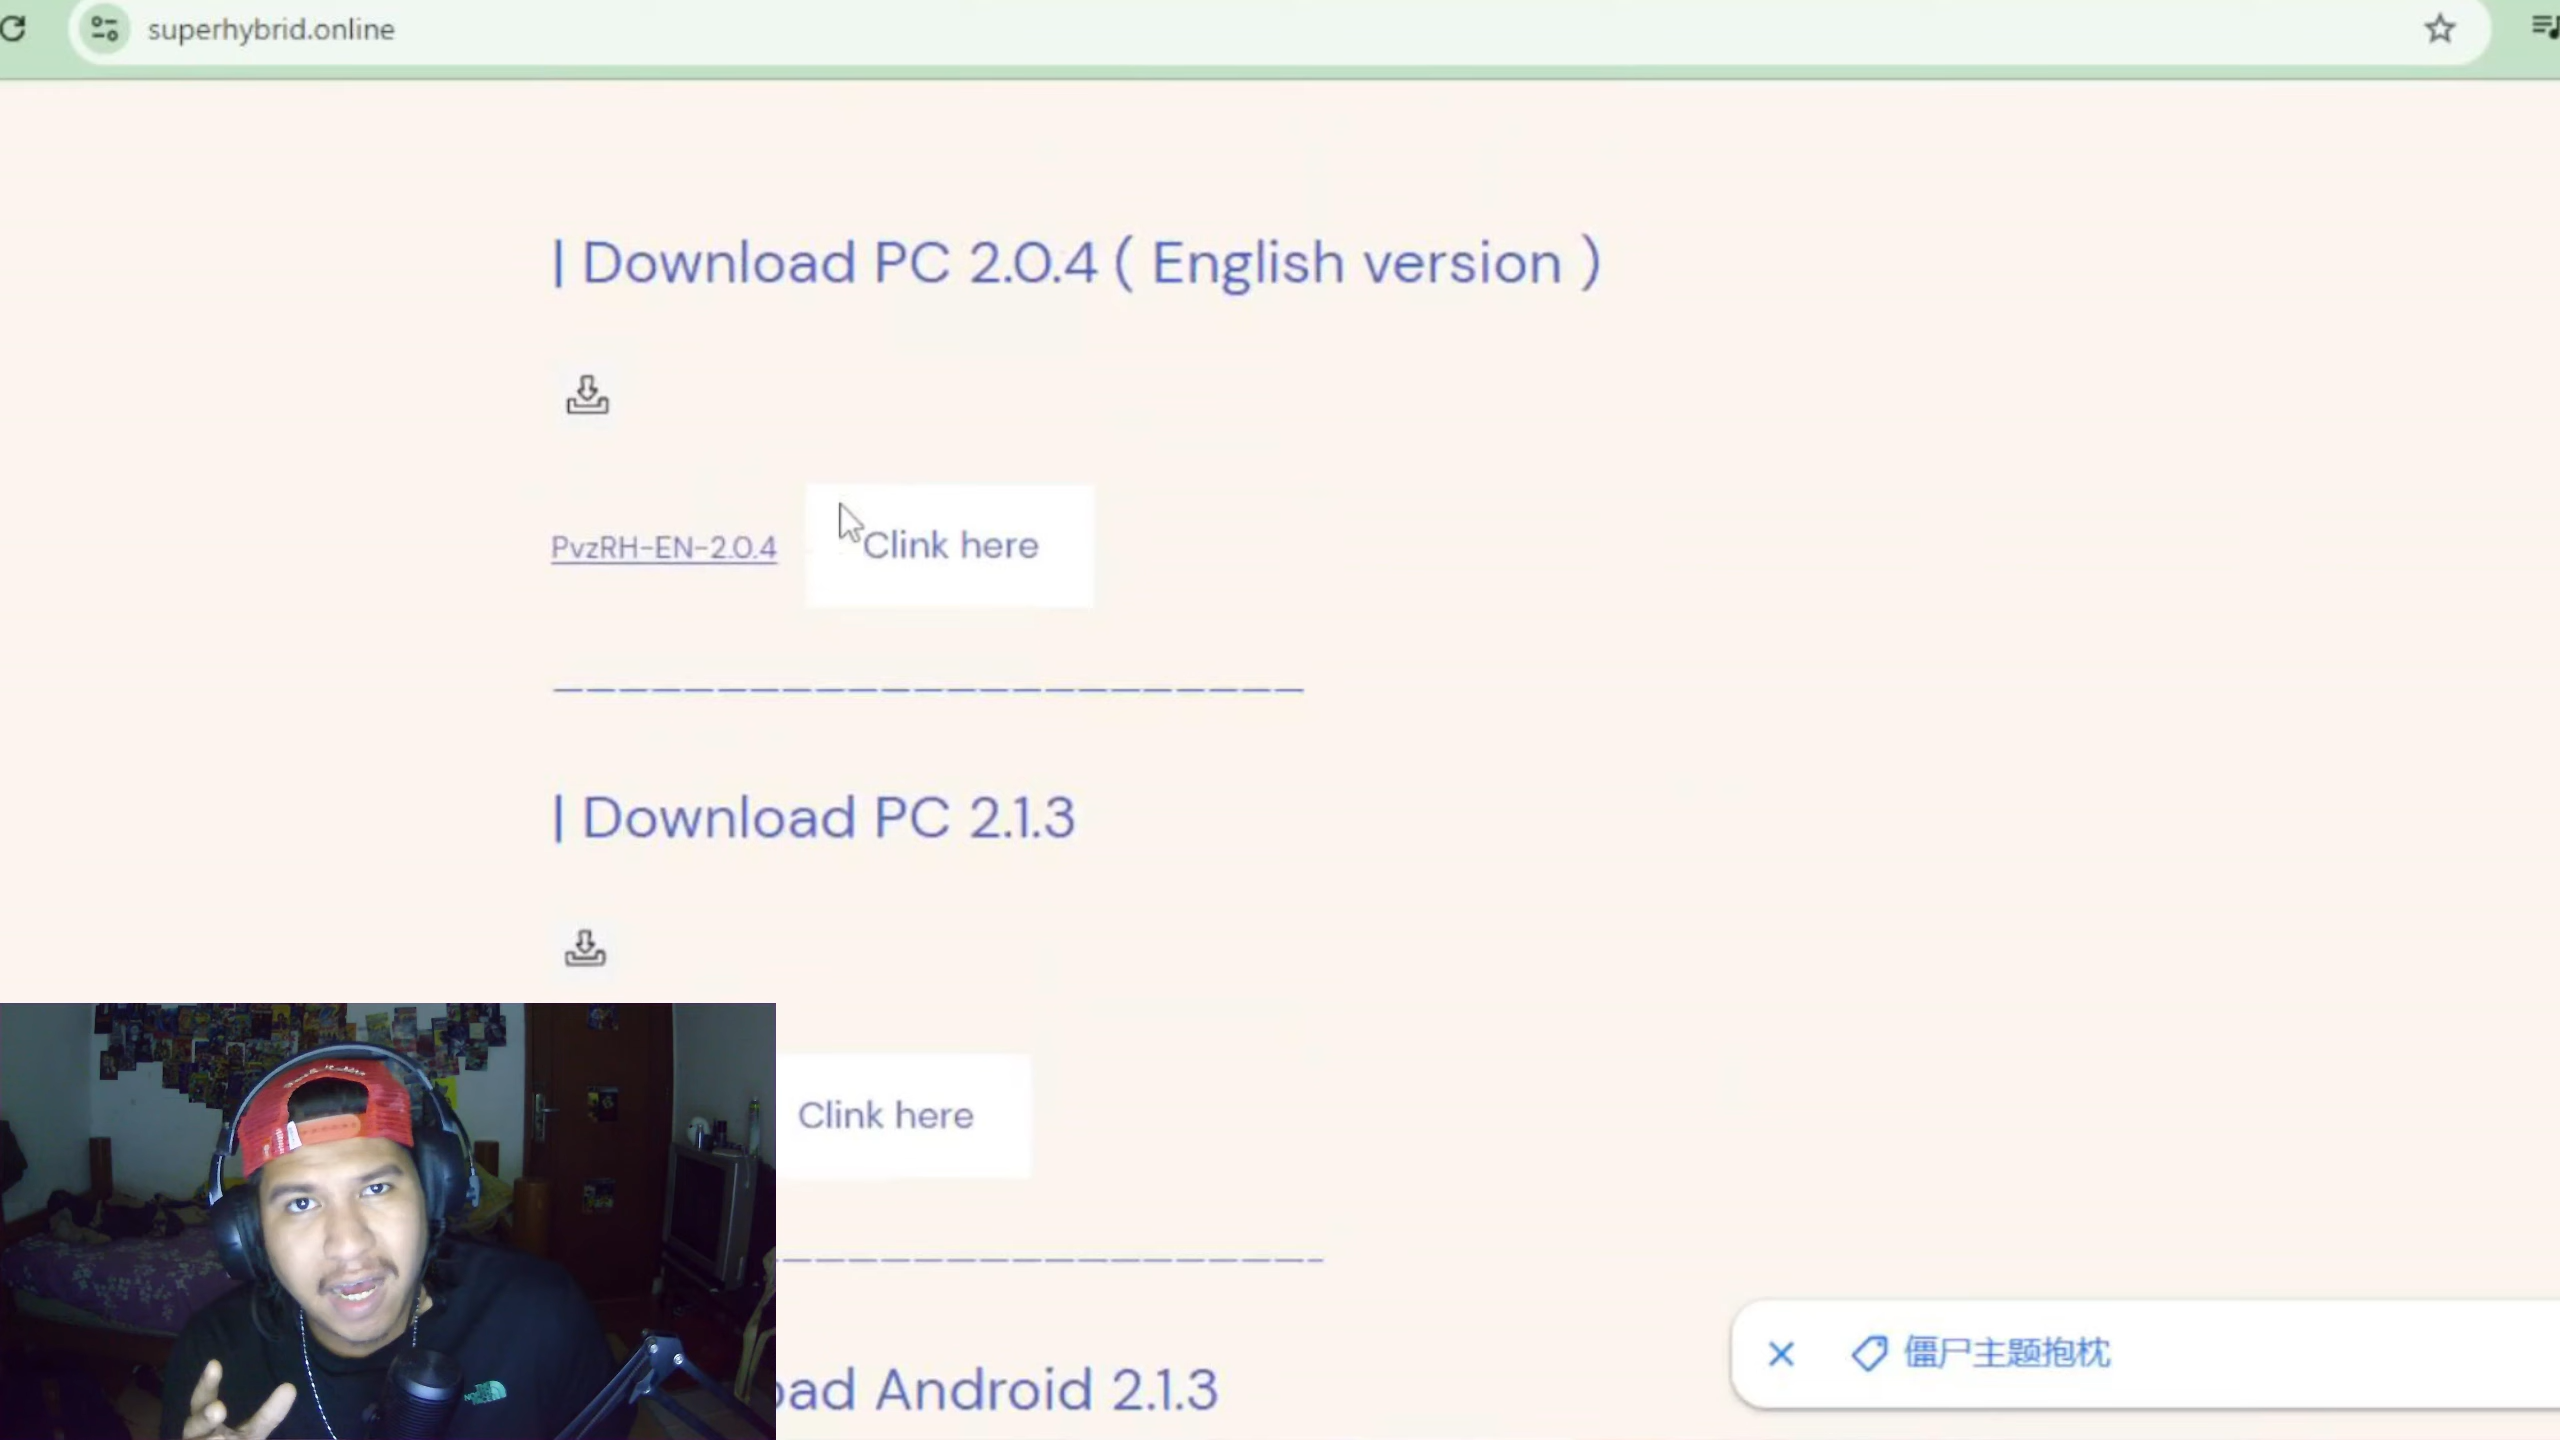 superhybrid.online
| Download PC 2.0.4 ( English version )
PvzRH-EN-2.0.4
Clink here
| Download PC 2.1.3
Clink here
ad Android 2.1.3
僵尸主题抱枕